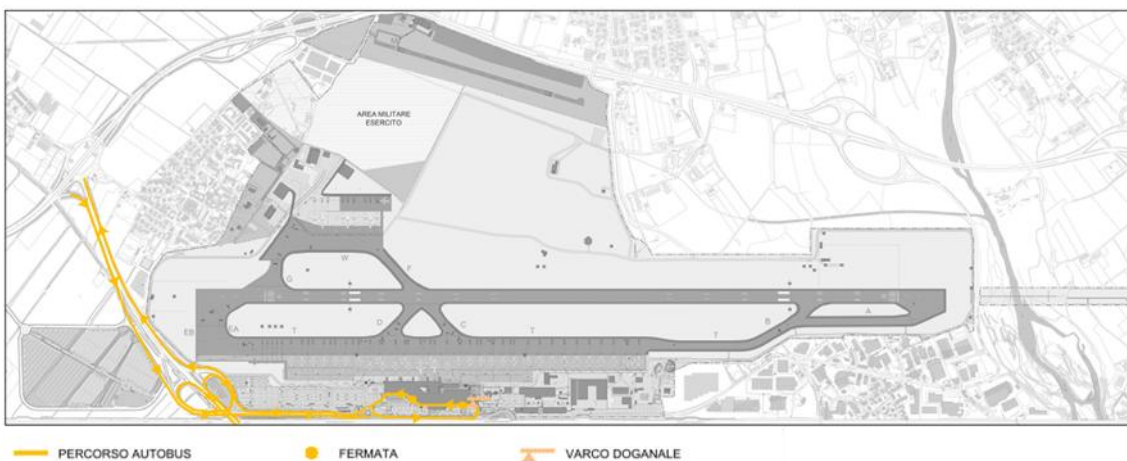 AREA MILITARE
ESERCITO
W
G
F
EB
EA
T
D
C
T
T
B
A
PERCORSO AUTOBUS
FERMATA
VARCO DOGANALE